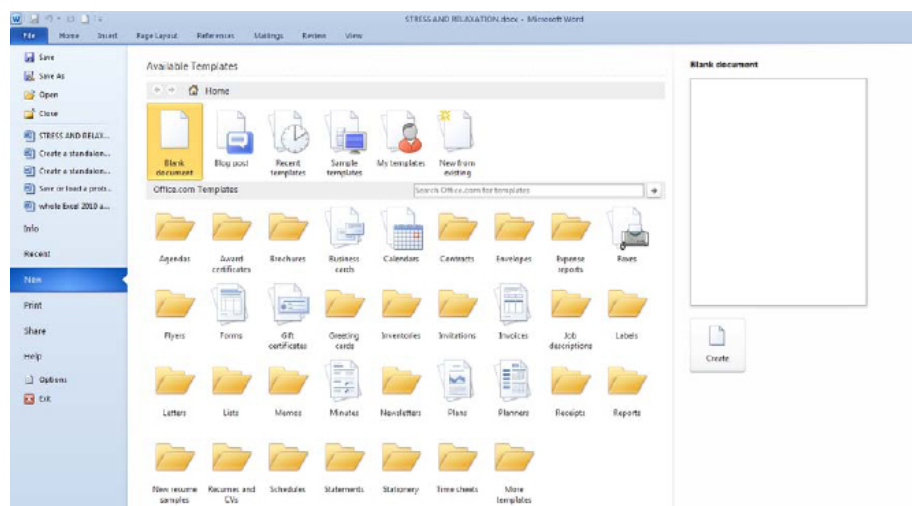 STRESS AND RELAXATION.docx - Microsoft Word
File Home Insert Page Layout References Mailings Review View
Save
Save As
Open
Close
STRESS AND RELAX...
Create a standalon...
Create a standalon...
Save or load a prob...
whole Excel 2010 a...
Info
Recent
New
Print
Share
Help
Options
Exit
Available Templates
Home
Blank document
Blog post
Recent templates
Sample templates
My templates
New from existing
Office.com Templates
Search Office.com for templates
Agendas
Award certificates
Brochures
Business cards
Calendars
Contracts
Envelopes
Expense reports
Faxes
Flyers
Forms
Gift certificates
Greeting cards
Inventories
Invitations
Invoices
Job descriptions
Labels
Letters
Lists
Memos
Minutes
Newsletters
Plans
Planners
Receipts
Reports
New resume samples
Resumes and CVs
Schedules
Statements
Stationery
Time sheets
More templates
Blank document
Create